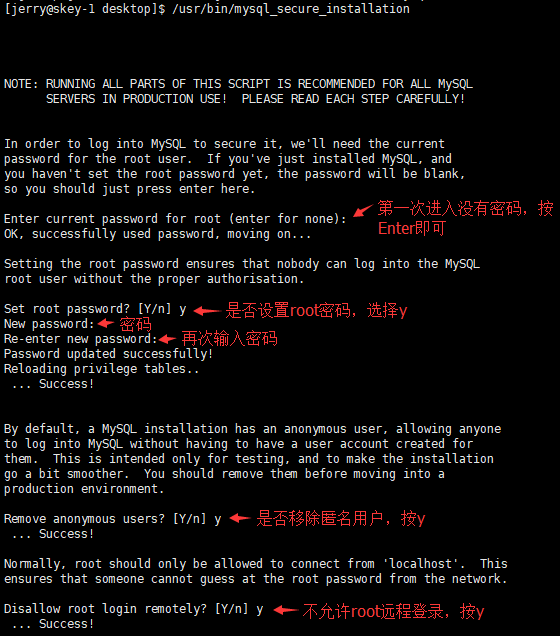 [jerry@skey-1 desktop]$ /usr/bin/mysql_secure_installation
NOTE: RUNNING ALL PARTS OF THIS SCRIPT IS RECOMMENDED FOR ALL MySQL
SERVERS IN PRODUCTION USE!  PLEASE READ EACH STEP CAREFULLY!
In order to log into MySQL to secure it, we'll need the current
password for the root user.  If you've just installed MySQL, and
you haven't set the root password yet, the password will be blank,
so you should just press enter here.
Enter current password for root (enter for none):
第一次进入没有密码，按
Enter即可
OK, successfully used password, moving on...
Setting the root password ensures that nobody can log into the MySQL
root user without the proper authorisation.
Set root password? [Y/n] y 是否设置root密码，选择y
New password: 密码
Re-enter new password: 再次输入密码
Password updated successfully!
Reloading privilege tables..
... Success!
By default, a MySQL installation has an anonymous user, allowing anyone
to log into MySQL without having to have a user account created for
them.  This is intended only for testing, and to make the installation
go a bit smoother.  You should remove them before moving into a
production environment.
Remove anonymous users? [Y/n] y 是否移除匿名用户，按y
... Success!
Normally, root should only be allowed to connect from 'localhost'.  This
ensures that someone cannot guess at the root password from the network.
Disallow root login remotely? [Y/n] y 不允许root远程登录，按y
... Success!